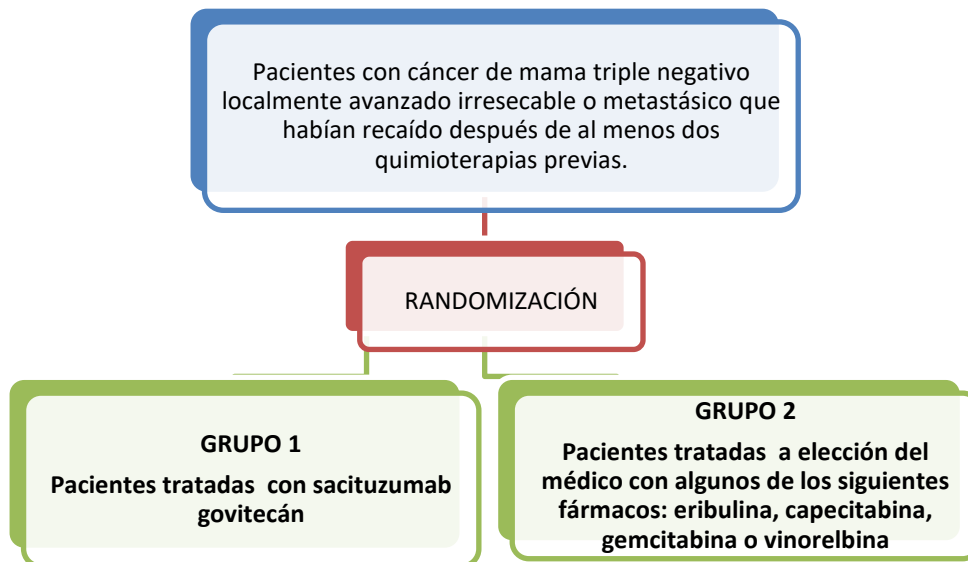 Pacientes con cáncer de mama triple negativo
localmente avanzado irresecable o metastásico que
habían recaído después de al menos dos
quimioterapias previas.
RANDOMIZACIÓN
GRUPO 1
Pacientes tratadas con sacituzumab
govitecán
GRUPO 2
Pacientes tratadas a elección del
médico con algunos de los siguientes
fármacos: eribulina, capecitabina,
gemcitabina o vinorelbina